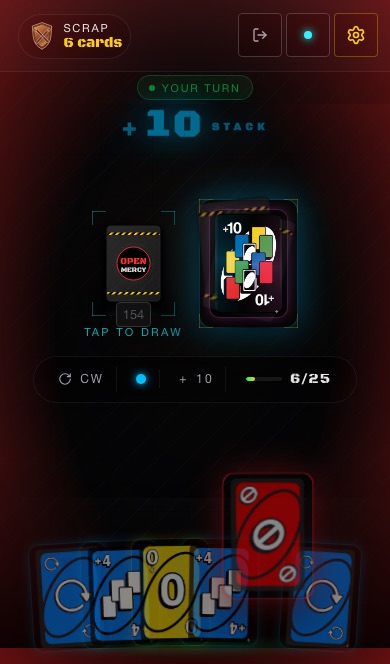 SCRAP
6 cards
YOUR TURN
+10 STACK
+10
+10
OPEN
MERCY
154
TAP TO DRAW
CW
+ 10
6/25
+4
+4
0
0
+4
+4